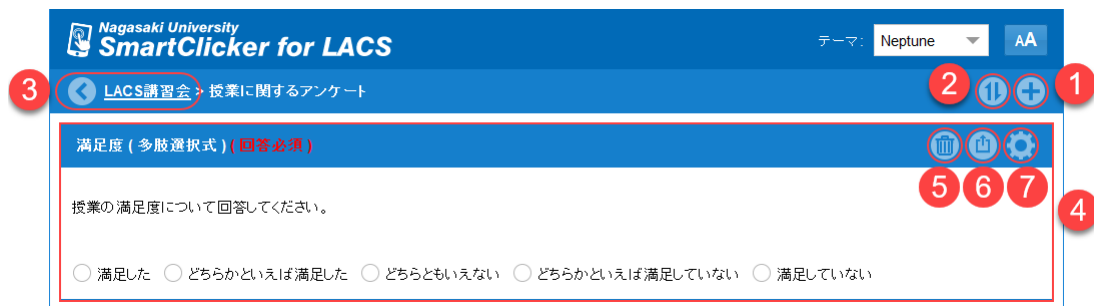 Nagasaki University
SmartClicker for LACS
テーマ: Neptune AA
3 LACS講習会 > 授業に関するアンケート 2 1
満足度 ( 多肢選択式 ) ( 回答必須 )
5 6 7
4
授業の満足度について回答してください。
満足した どちらかといえば満足した どちらともいえない どちらかといえば満足していない 満足していない